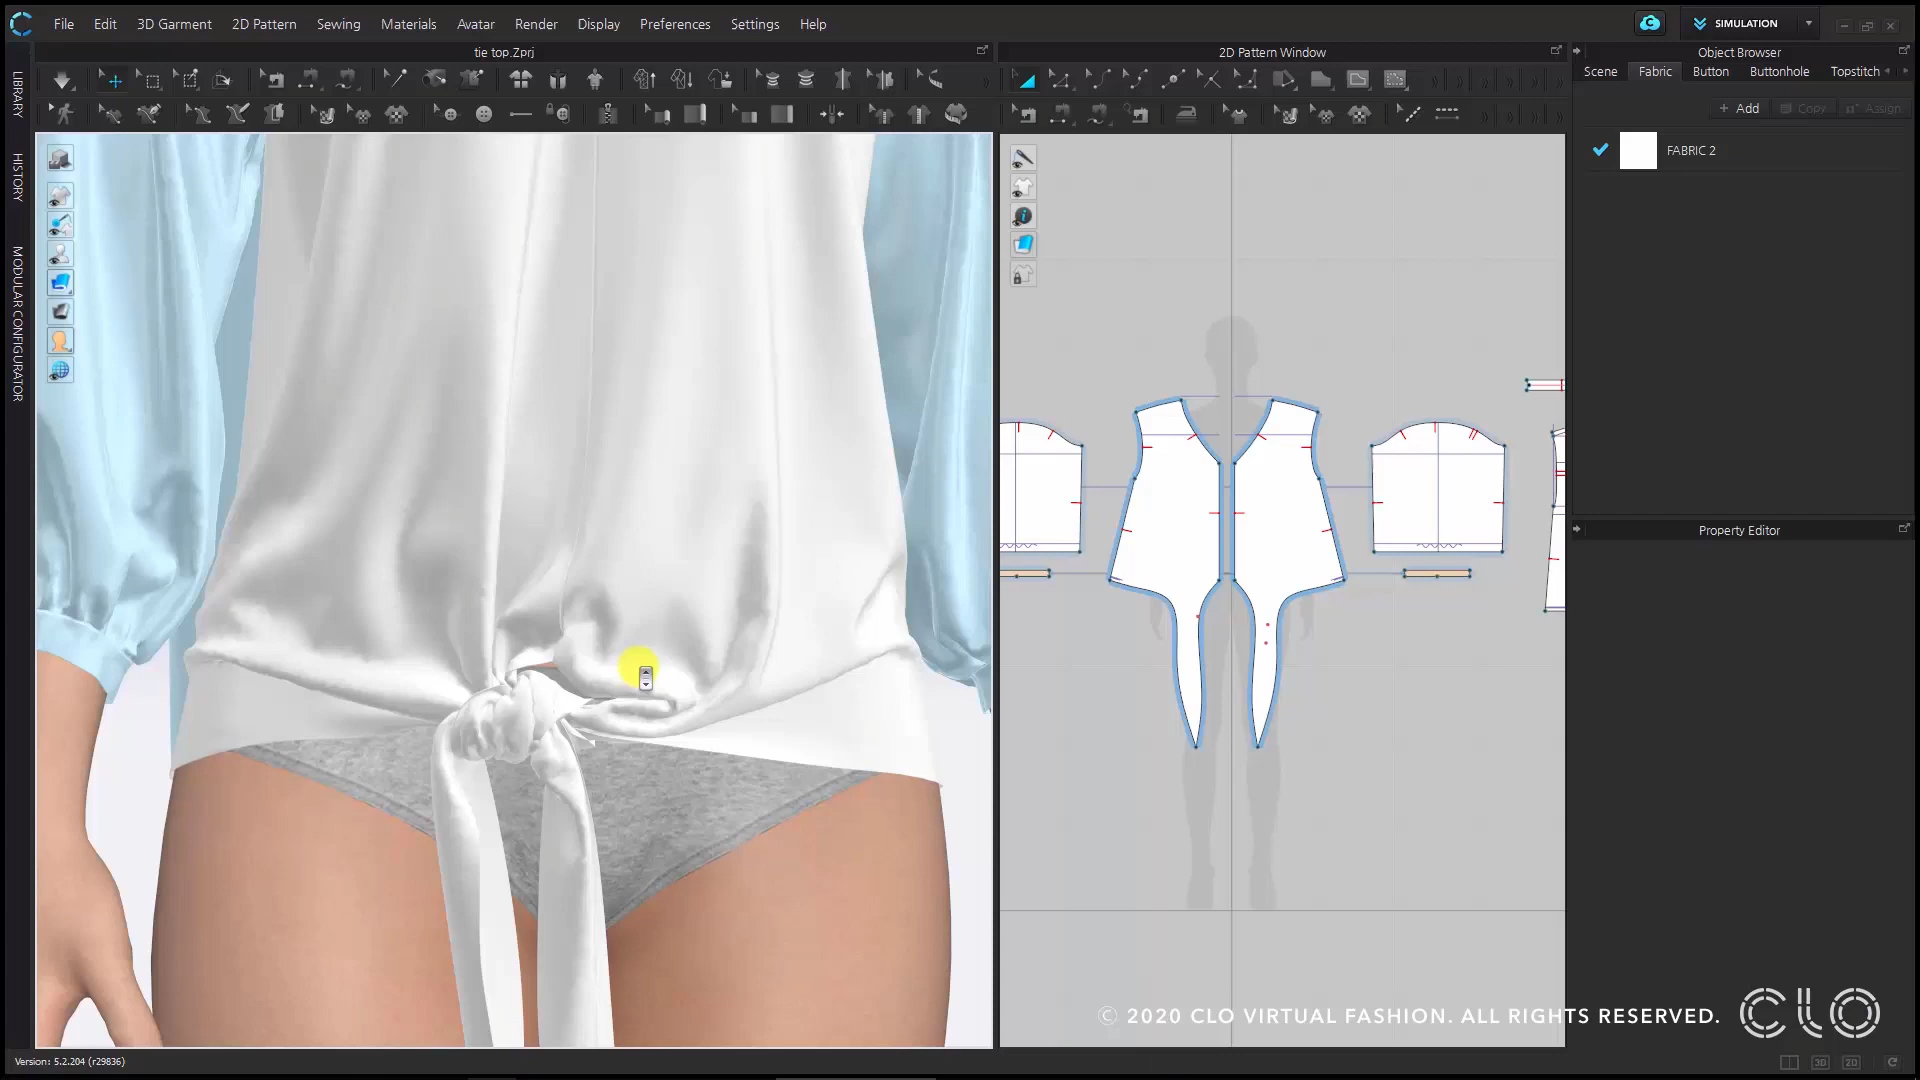 File Edit 3D Garment 2D Pattern Sewing Materials Avatar Render Display Preferences Settings Help
SIMULATION
tie top.Zprj
2D Pattern Window
Object Browser
Scene Fabric Button Buttonhole Topstitch
+ Add Copy Assign
FABRIC 2
LIBRARY
HISTORY
MODULAR CONFIGURATOR
Property Editor
© 2020 CLO VIRTUAL FASHION. ALL RIGHTS RESERVED.
CLO
Version: 5.2.204 (r29836)
3D 2D